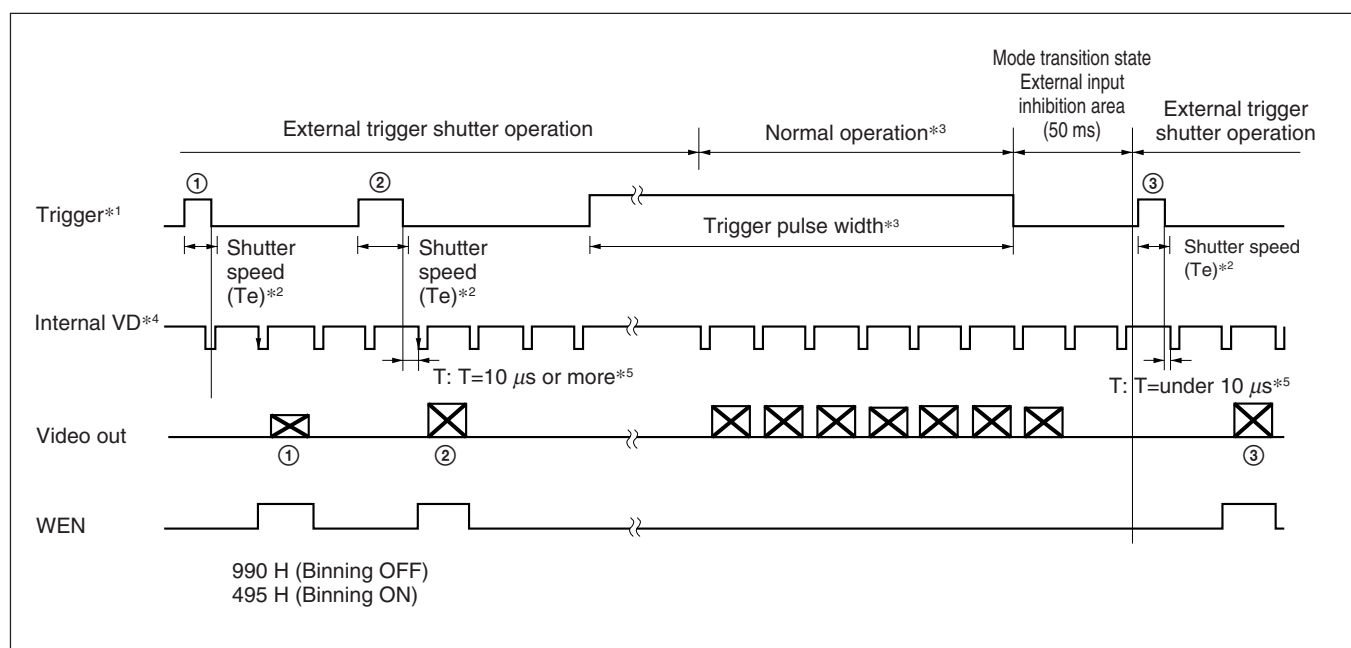 Mode transition state
External input
inhibition area
(50 ms)
External trigger shutter operation
Normal operation*3
External trigger
shutter operation
① ② ③
Trigger*1
Trigger pulse width*3
Shutter
speed
(Te)*2
Shutter
speed
(Te)*2
Shutter speed
(Te)*2
Internal VD*4
T: T=10 μs or more*5
T: T=under 10 μs*5
Video out
① ② ③
WEN
990 H (Binning OFF)
495 H (Binning ON)